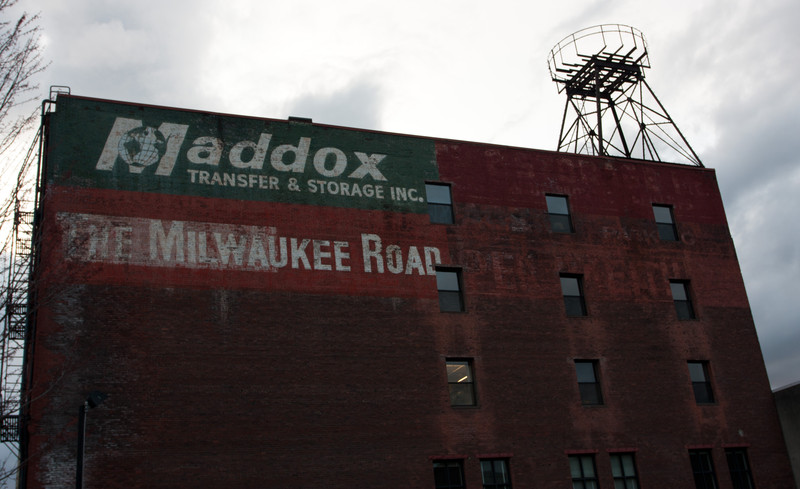 Maddox
TRANSFER & STORAGE INC.
THE MILWAUKEE ROAD